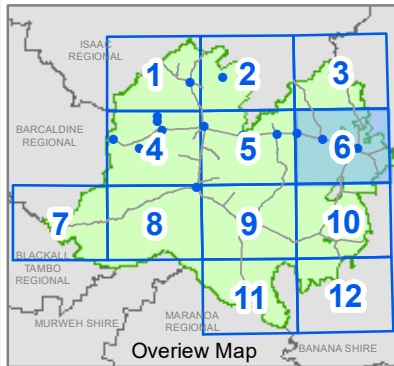 ISAAC
REGIONAL
1
2
3
BARCALDINE
REGIONAL
4
5
6
7
8
9
10
BLACKALL
TAMBO
REGIONAL
11
12
MURWEH SHIRE
MARANOA
REGIONAL
BANANA SHIRE
Overiew Map